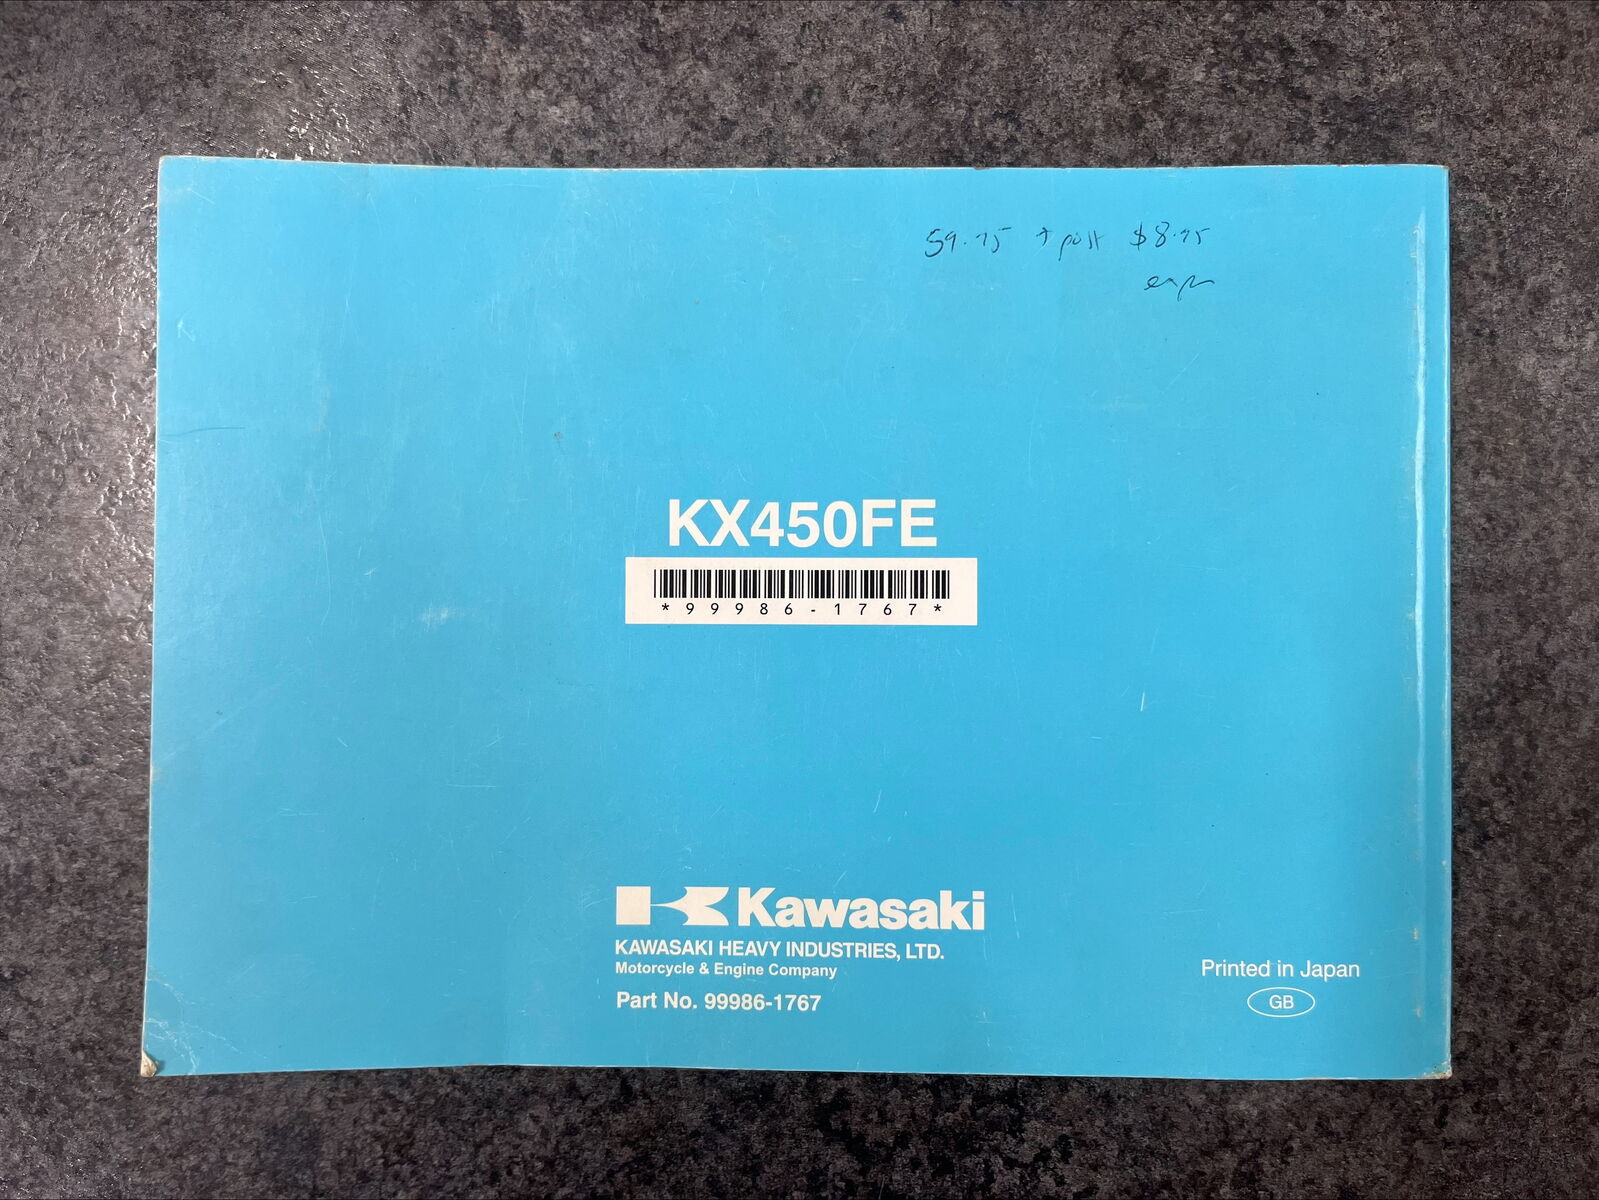 59.75 + post $8.95
KX450FE
*99986-1767*
Kawasaki
KAWASAKI HEAVY INDUSTRIES, LTD.
Motorcycle & Engine Company
Part No. 99986-1767
Printed in Japan
GB